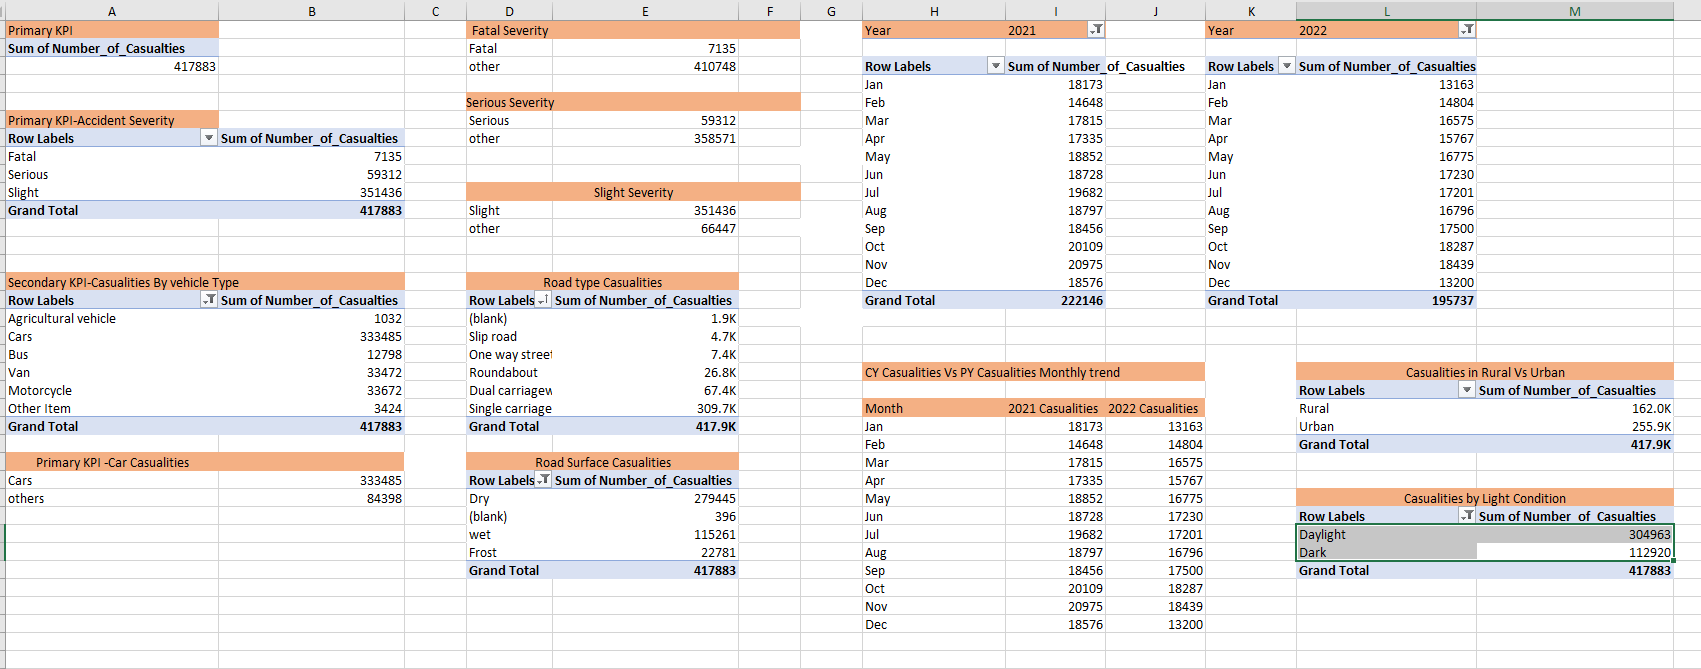 A B C D E F G H I J K L M
Primary KPI
Sum of Number_of_Casualties
417883
Primary KPI-Accident Severity
Row Labels Sum of Number_of_Casualties
Fatal 7135
Serious 59312
Slight 351436
Grand Total 417883
Secondary KPI-Casualities By vehicle Type
Row Labels Sum of Number_of_Casualties
Agricultural vehicle 1032
Cars 333485
Bus 12798
Van 33472
Motorcycle 33672
Other Item 3424
Grand Total 417883
Primary KPI -Car Casualities
Cars 333485
others 84398
Fatal Severity
Fatal 7135
other 410748
Serious Severity
Serious 59312
other 358571
Slight Severity
Slight 351436
other 66447
Road type Casualities
Row Labels Sum of Number_of_Casualties
(blank) 1.9K
Slip road 4.7K
One way street 7.4K
Roundabout 26.8K
Dual carriagew 67.4K
Single carriage 309.7K
Grand Total 417.9K
Road Surface Casualities
Row Labels Sum of Number_of_Casualties
Dry 279445
(blank) 396
wet 115261
Frost 22781
Grand Total 417883
Year 2021
Row Labels Sum of Number_of_Casualties
Jan 18173
Feb 14648
Mar 17815
Apr 17335
May 18852
Jun 18728
Jul 19682
Aug 18797
Sep 18456
Oct 20109
Nov 20975
Dec 18576
Grand Total 222146
Year 2022
Row Labels Sum of Number_of_Casualties
Jan 13163
Feb 14804
Mar 16575
Apr 15767
May 16775
Jun 17230
Jul 17201
Aug 16796
Sep 17500
Oct 18287
Nov 18439
Dec 13200
Grand Total 195737
CY Casualities Vs PY Casualities Monthly trend
Month 2021 Casualities 2022 Casualities
Jan 18173 13163
Feb 14648 14804
Mar 17815 16575
Apr 17335 15767
May 18852 16775
Jun 18728 17230
Jul 19682 17201
Aug 18797 16796
Sep 18456 17500
Oct 20109 18287
Nov 20975 18439
Dec 18576 13200
Casualities in Rural Vs Urban
Row Labels Sum of Number_of_Casualties
Rural 162.0K
Urban 255.9K
Grand Total 417.9K
Casualities by Light Condition
Row Labels Sum of Number_of_Casualties
Daylight 304963
Dark 112920
Grand Total 417883